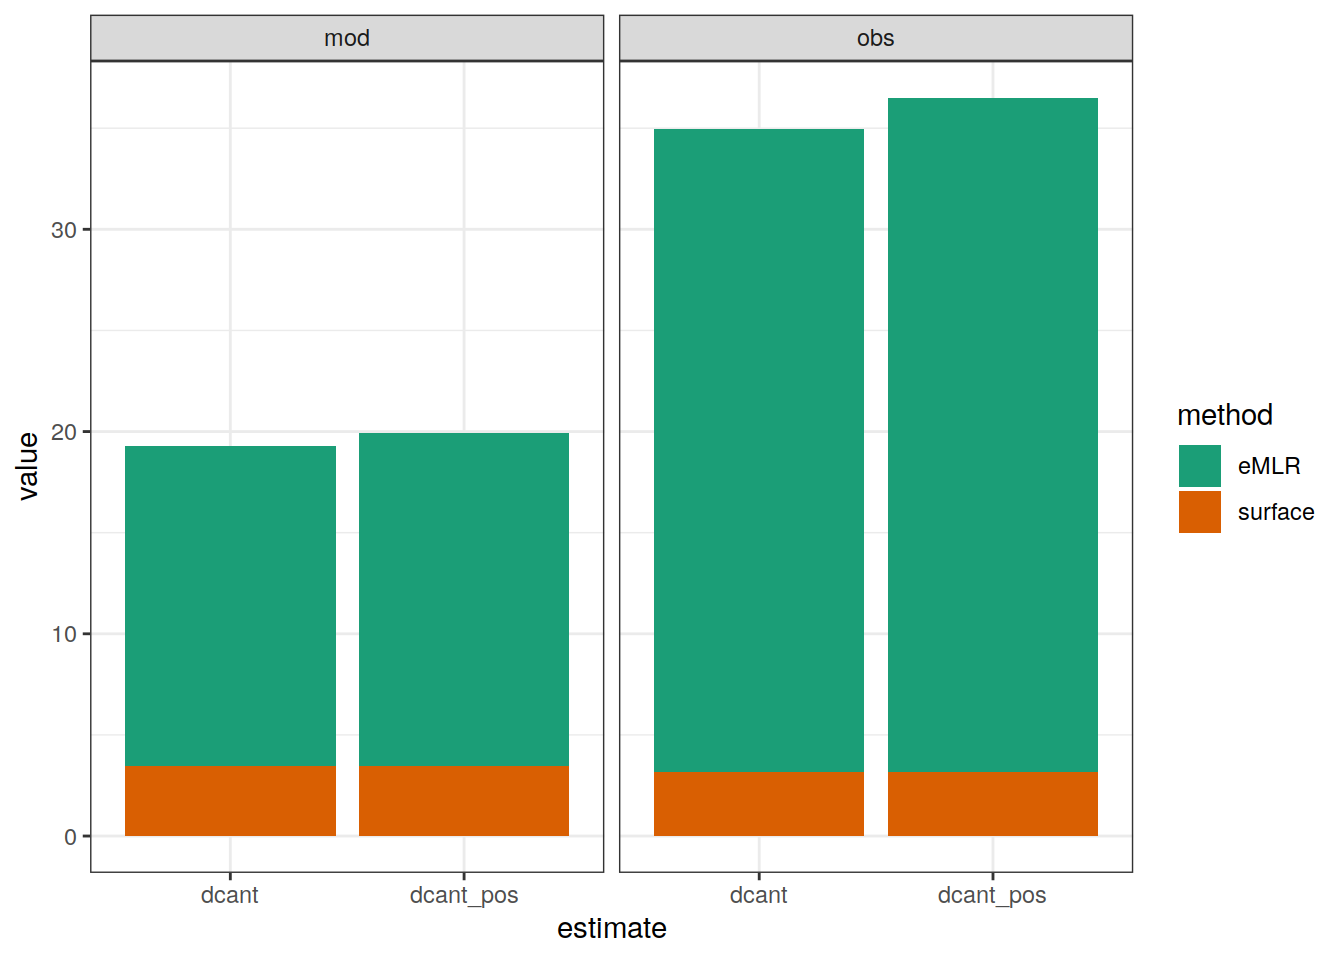 mod
obs
30
20
10
0
value
dcant
dcant_pos
dcant
dcant_pos
estimate
method
eMLR
surface